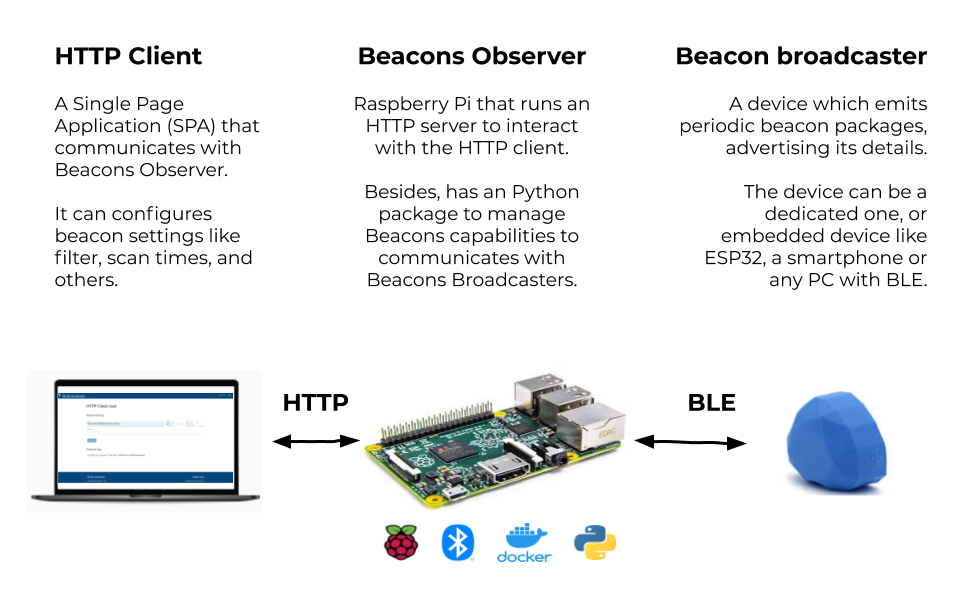 HTTP Client
A Single Page
Application (SPA) that
communicates with
Beacons Observer.
It can configures
beacon settings like
filter, scan times, and
others.
Beacons Observer
Raspberry Pi that runs an
HTTP server to interact
with the HTTP client.
Besides, has an Python
package to manage
Beacons capabilities to
communicates with
Beacons Broadcasters.
Beacon broadcaster
A device which emits
periodic beacon packages,
advertising its details.
The device can be a
dedicated one, or
embedded device like
ESP32, a smartphone or
any PC with BLE.
HTTP
BLE
docker